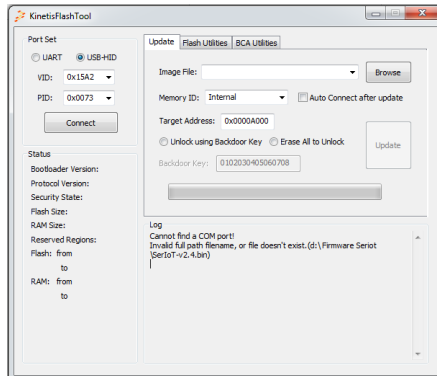 KinetisFlashTool
Port Set
UART
USB-HID
VID: 0x15A2
PID: 0x0073
Connect
Update
Flash Utilities
BCA Utilities
Image File:
Browse
Memory ID: Internal
Auto Connect after update
Target Address: 0x0000A000
Unlock using Backdoor Key
Erase All to Unlock
Backdoor Key: 0102030405060708
Update
Status
Bootloader Version:
Protocol Version:
Security State:
Flash Size:
RAM Size:
Reserved Regions:
Flash: from
to
RAM: from
to
Log
Cannot find a COM port!
Invalid full path filename, or file doesn't exist.(d:\Firmware Seriot
\SerIoT-v2.4.bin)